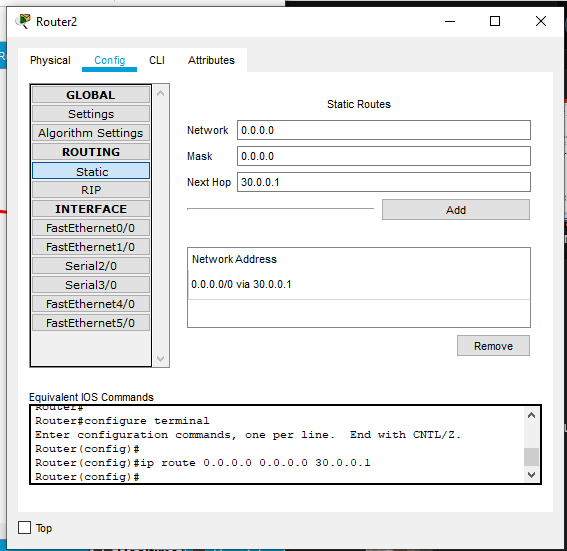 Router2
Physical Config CLI Attributes
GLOBAL
Settings
Algorithm Settings
ROUTING
Static
RIP
INTERFACE
FastEthernet0/0
FastEthernet1/0
Serial2/0
Serial3/0
FastEthernet4/0
FastEthernet5/0
Static Routes
Network 0.0.0.0
Mask 0.0.0.0
Next Hop 30.0.0.1
Add
Network Address
0.0.0.0/0 via 30.0.0.1
Remove
Equivalent IOS Commands
Router#
Router#configure terminal
Enter configuration commands, one per line. End with CNTL/Z.
Router(config)#
Router(config)#ip route 0.0.0.0 0.0.0.0 30.0.0.1
Router(config)#
Top